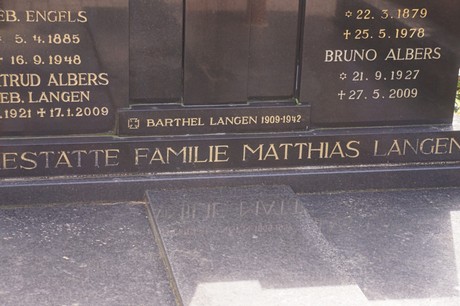 EB. ENGELS
5. 4. 1885
✝ 16. 9. 1948
RTRUD ALBERS
EB. LANGEN
.1921 ✝ 17.1. 2009
✡ 22. 3. 1879
✝ 25. 5. 1978
BRUNO ALBERS
✡ 21. 9. 1927
✝ 27. 5. 2009
BARTHEL LANGEN 1909-1942
ESTÄTTE FAMILIE MATTHIAS LANGEN